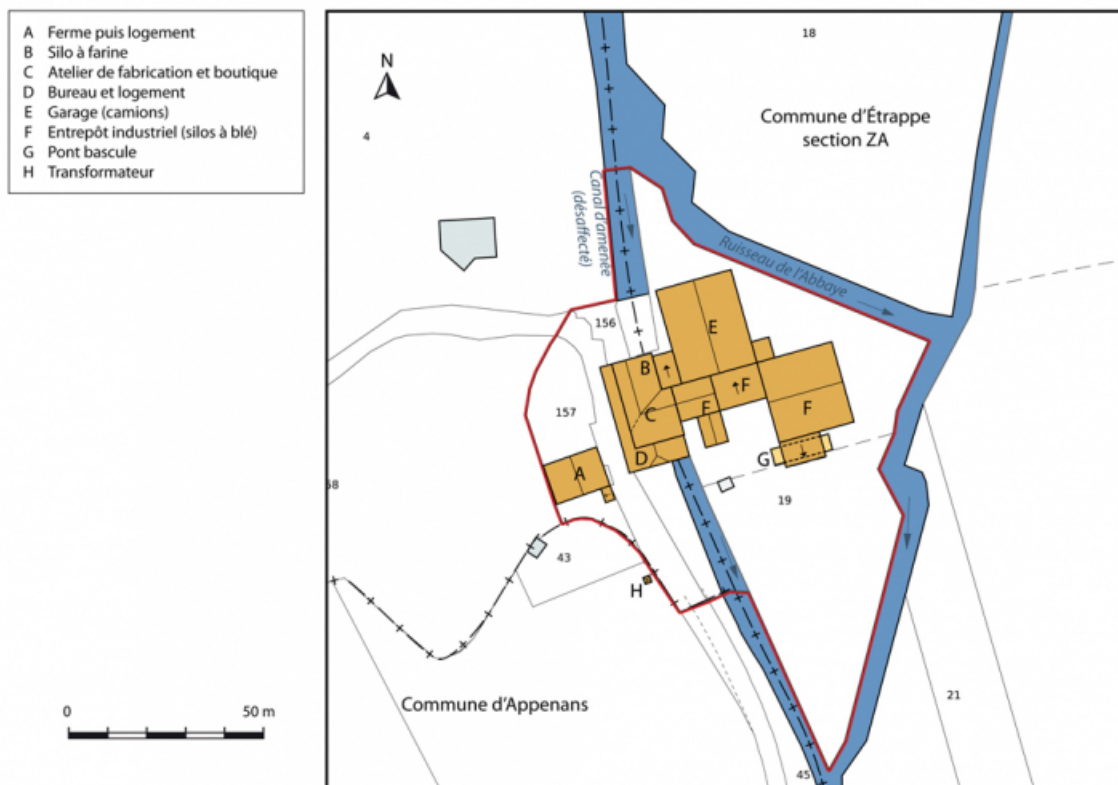 A Ferme puis logement
B Silo à farine
C Atelier de fabrication et boutique
D Bureau et logement
E Garage (camions)
F Entrepôt industriel (silos à blé)
G Pont bascule
H Transformateur
N
18
4
Commune d'Étrappe
section ZA
Canal d'amenée
(désaffecté)
Ruisseau de l'Abbaye
156
E
B
F
157
C
F
F
D
G
A
19
43
H
21
Commune d'Appenans
0
50 m
45